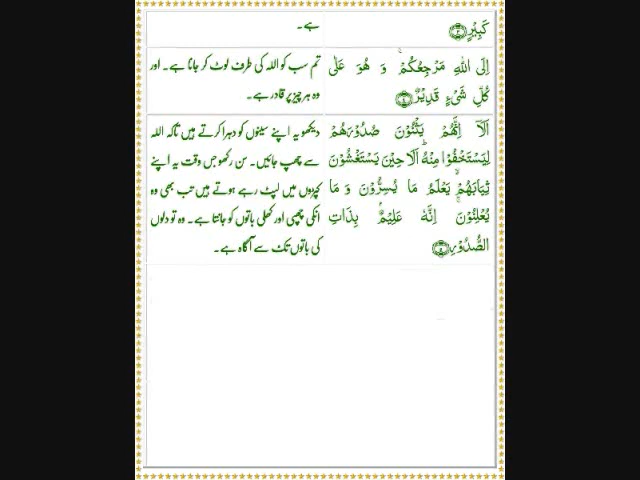 كَبِيْرٍ ﴿۳﴾
ہے۔
اِلَى اللّٰهِ مَرْجِعُكُمْ ۚ وَ هُوَ عَلٰى
كُلِّ شَىْءٍ قَدِيْرٌ ﴿۴﴾
تم سب کو اللہ کی طرف لوٹ کر جانا ہے۔ اور
وہ ہر چیز پر قادر ہے۔
اَلَاۤ اِنَّهُمْ يَثْنُوْنَ صُدُوْرَهُمْ
لِيَسْتَخْفُوْا مِنْهُ ؕ اَلَا حِيْنَ يَسْتَغْشُوْنَ
ثِيَابَهُمْ ۙ يَعْلَمُ مَا يُسِرُّوْنَ وَ مَا
يُعْلِنُوْنَ ۚ اِنَّهٗ عَلِيْمٌۢ بِذَاتِ
الصُّدُوْرِ ﴿۵﴾
دیکھو یہ اپنے سینوں کو دہرا کرتے ہیں تاکہ اللہ
سے چھپ جائیں۔ سن رکھو جس وقت یہ اپنے
کپڑوں میں لپٹ رہے ہوتے ہیں تب بھی وہ
انکی چھپی اور کھلی باتوں کو جانتا ہے۔ وہ تو دلوں
کی باتوں تک سے آگاہ ہے۔